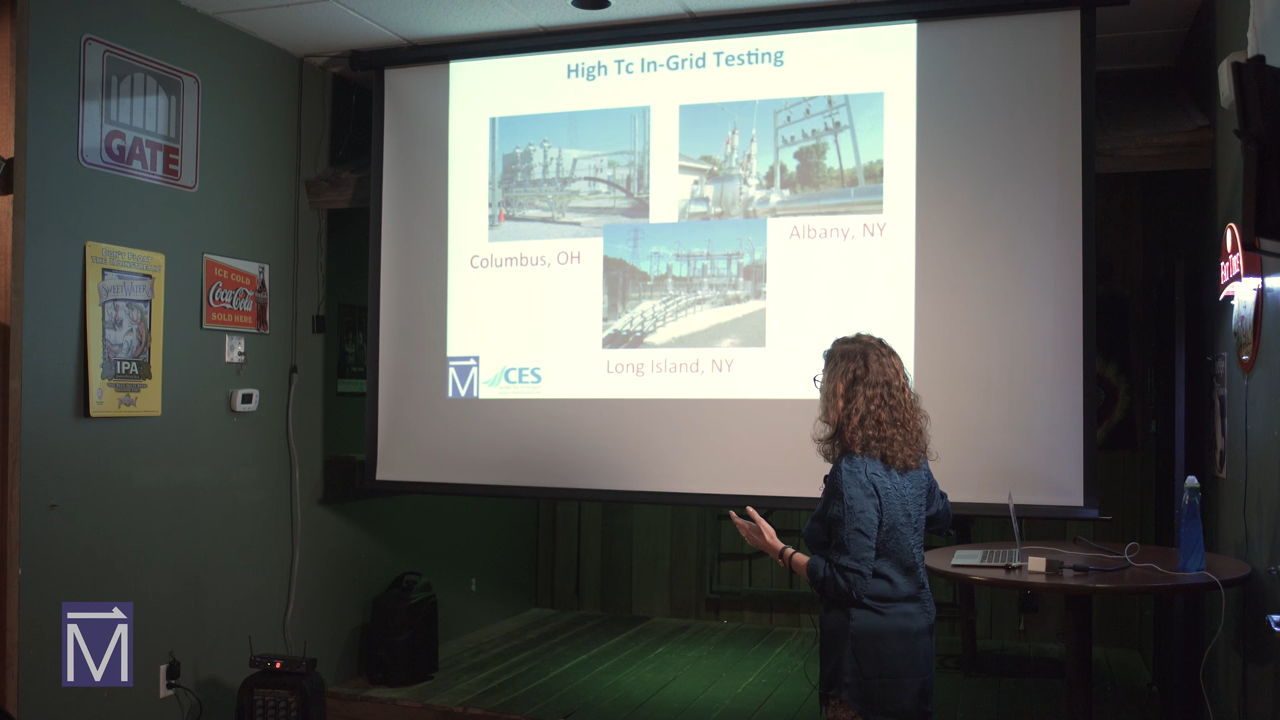 High Tc In-Grid Testing
Columbus, OH
Albany, NY
Long Island, NY
M
CES
GATE
SWEETWATER
IPA
ICE COLD
Coca-Cola
SOLD HERE
M